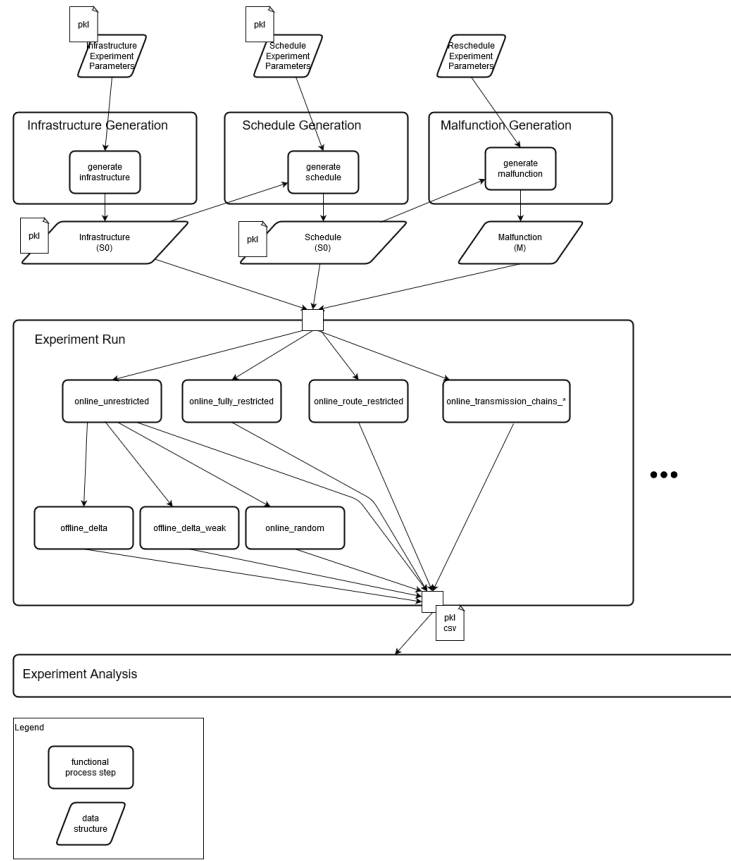 pkl
Infrastructure
Experiment
Parameters
pkl
Schedule
Experiment
Parameters
Reschedule
Experiment
Parameters
Infrastructure Generation
Schedule Generation
Malfunction Generation
generate
infrastructure
generate
schedule
generate
malfunction
pkl
Infrastructure
(S0)
pkl
Schedule
(S0)
Malfunction
(M)
Experiment Run
online_unrestricted
online_fully_restricted
online_route_restricted
online_transmission_chains_*
offline_delta
offline_delta_weak
online_random
pkl
csv
Experiment Analysis
Legend
functional
process step
data
structure